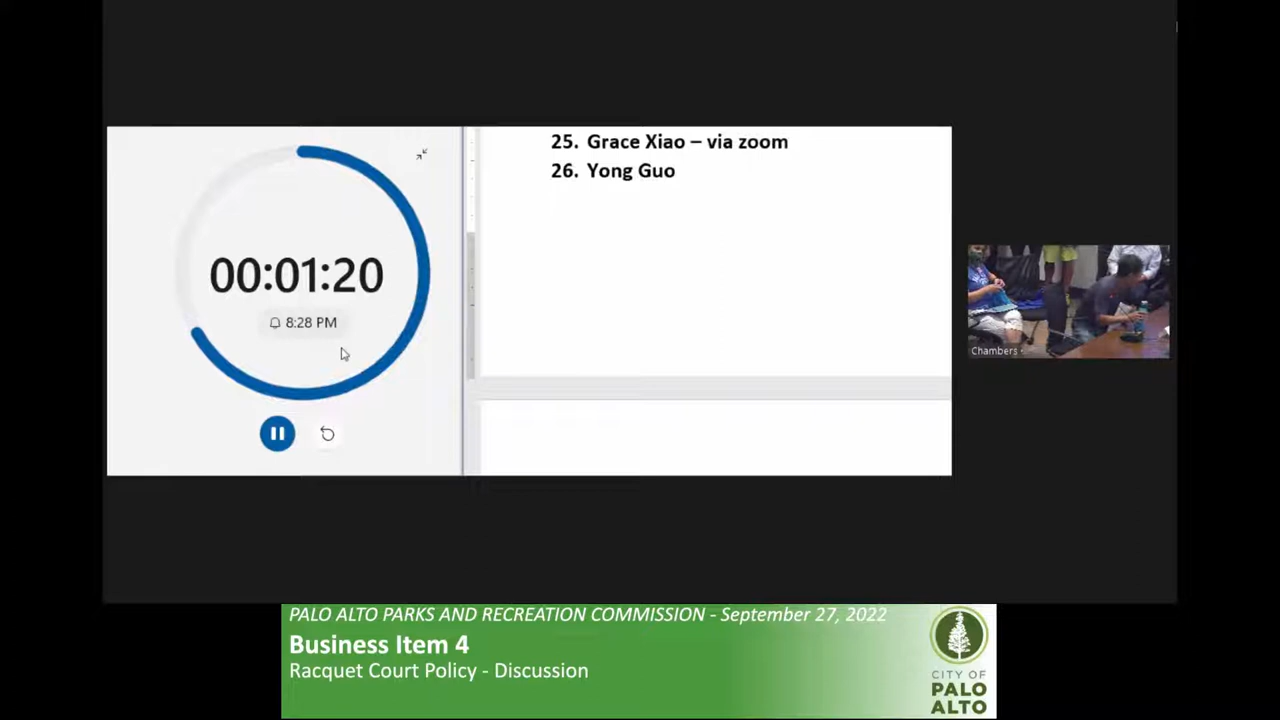 25. Grace Xiao – via zoom
26. Yong Guo
00:01:20
8:28 PM
Chambers
PALO ALTO PARKS AND RECREATION COMMISSION - September 27, 2022
Business Item 4
Racquet Court Policy - Discussion
CITY OF
PALO
ALTO